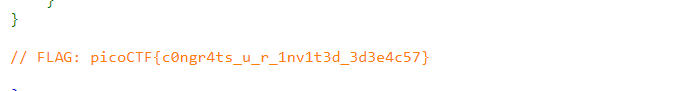 }
}
// FLAG: picoCTF{c0ngr4ts_u_r_1nv1t3d_3d3e4c57}